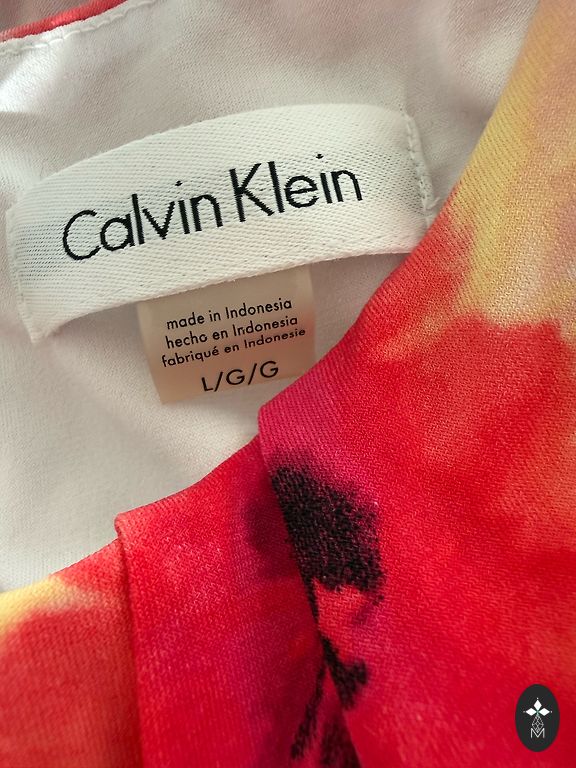 Calvin Klein
made in Indonesia
hecho en Indonesia
fabriqué en Indonesie
L/G/G
M